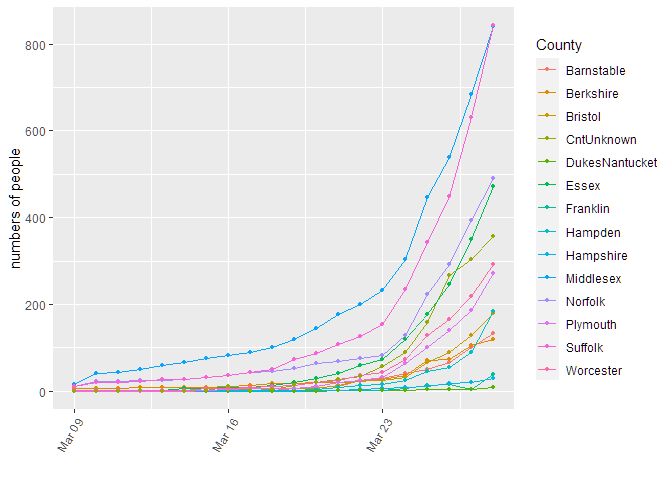 numbers of people
800
600
400
200
0
Mar 09
Mar 16
Mar 23
County
Barnstable
Berkshire
Bristol
CntUnknown
DukesNantucket
Essex
Franklin
Hampden
Hampshire
Middlesex
Norfolk
Plymouth
Suffolk
Worcester